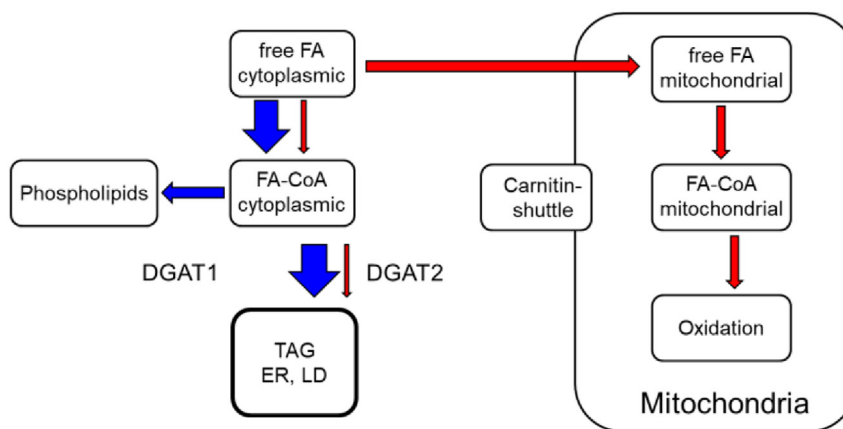 free FA
cytoplasmic
free FA
mitochondrial
Phospholipids
FA-CoA
cytoplasmic
Carnitin-
shuttle
FA-CoA
mitochondrial
DGAT1
DGAT2
TAG
ER, LD
Oxidation
Mitochondria